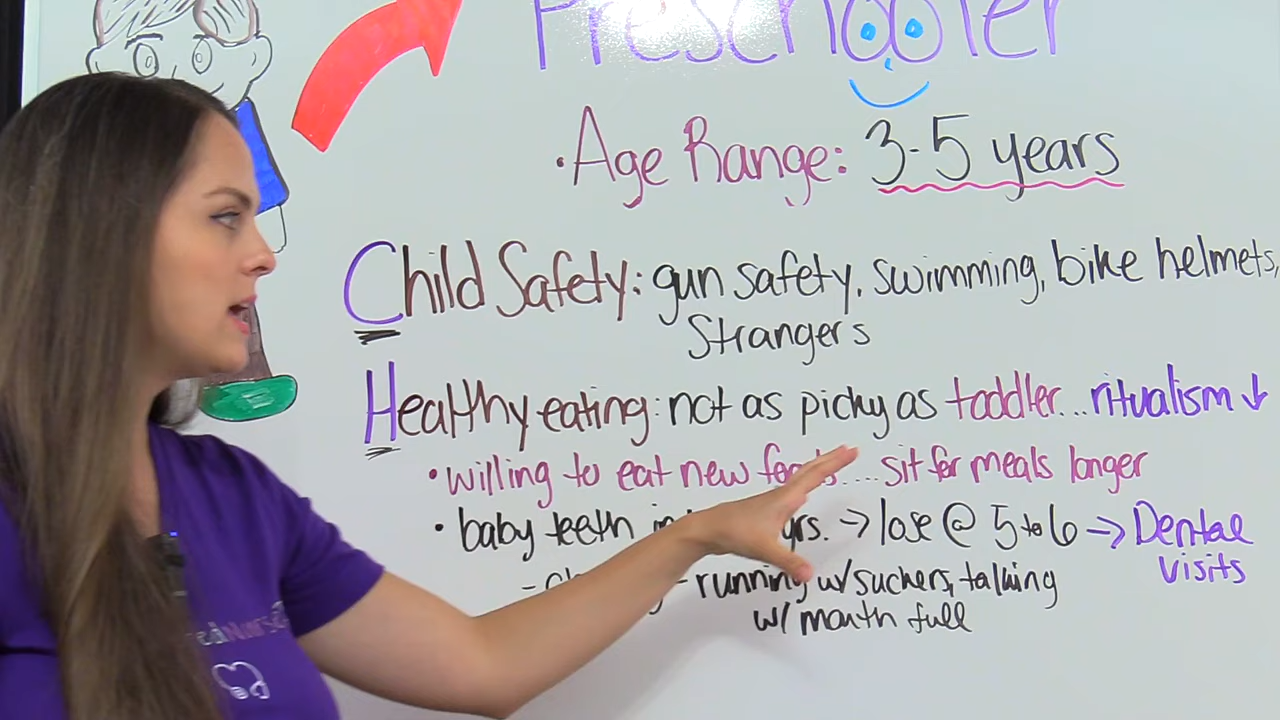 Preschooler
• Age Range: 3-5 years
Child Safety: gun safety, swimming, bike helmets,
Strangers
Healthy eating: not as picky as toddler... ritualism ↓
• willing to eat new .... sit for meals longer
• baby teeth yrs. → lose @ 5 to 6 → Dental
visits
- running w/ suckers, talking
w/ mouth full